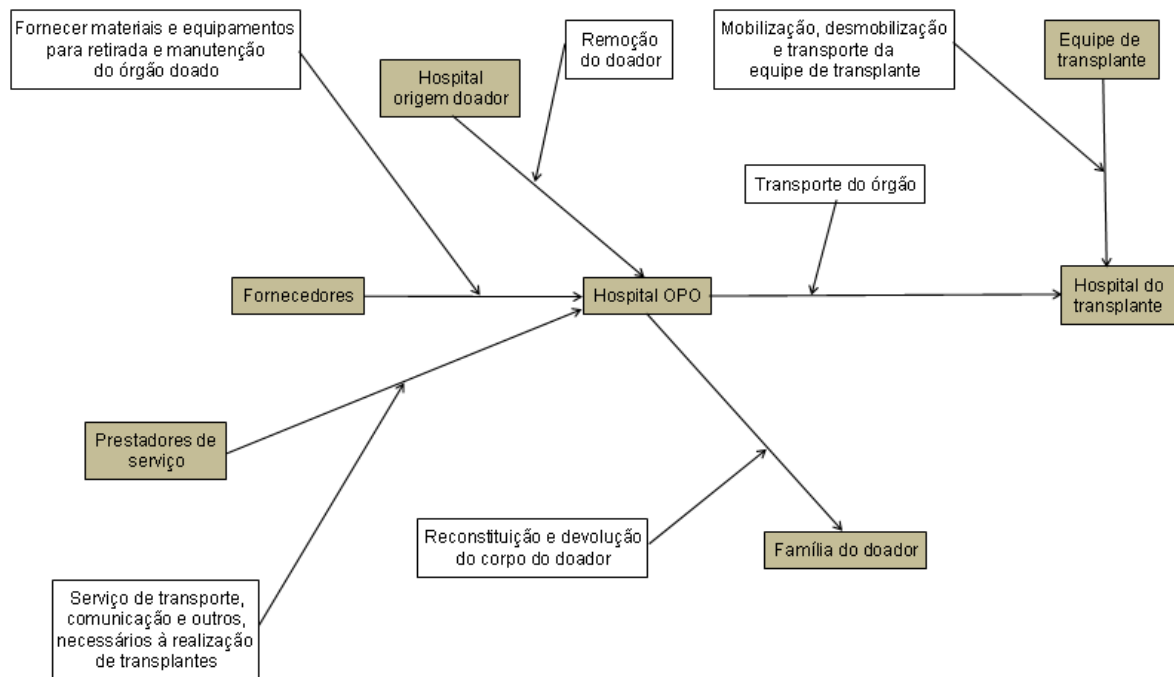 Fornecer materiais e equipamentos
para retirada e manutenção
do órgão doado
Hospital
origem doador
Remoção
do doador
Mobilização, desmobilização
e transporte da
equipe de transplante
Equipe de
transplante
Transporte do órgão
Fornecedores
Hospital OPO
Hospital do
transplante
Prestadores de
serviço
Reconstituição e devolução
do corpo do doador
Família do doador
Serviço de transporte,
comunicação e outros,
necessários à realização
de transplantes